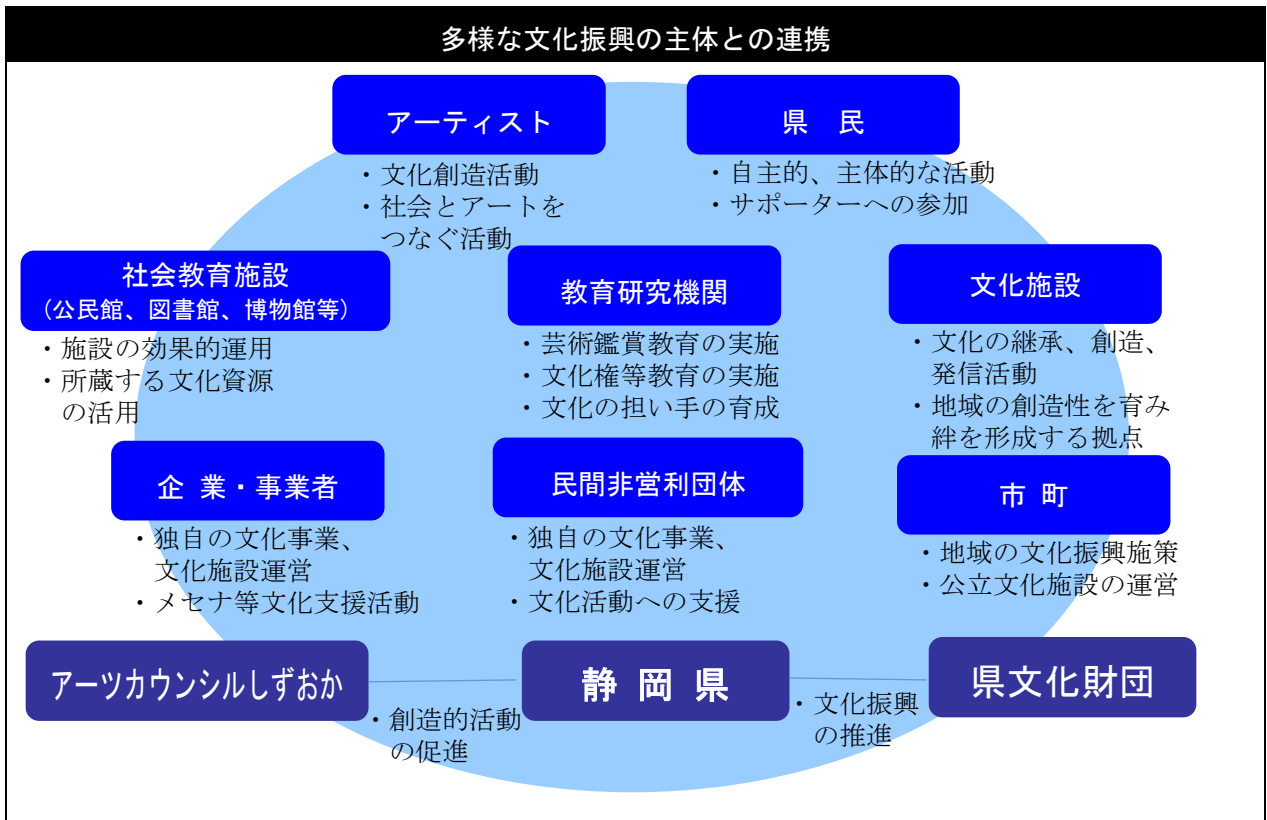 多様な文化振興の主体との連携
アーティスト
・文化創造活動
・社会とアートを
つなぐ活動
県　民
・自主的、主体的な活動
・サポーターへの参加
社会教育施設
(公民館、図書館、博物館等)
・施設の効果的運用
・所蔵する文化資源
の活用
教育研究機関
・芸術鑑賞教育の実施
・文化権等教育の実施
・文化の担い手の育成
文化施設
・文化の継承、創造、
発信活動
・地域の創造性を育み
絆を形成する拠点
企 業・事業者
・独自の文化事業、
文化施設運営
・メセナ等文化支援活動
民間非営利団体
・独自の文化事業、
文化施設運営
・文化活動への支援
市 町
・地域の文化振興施策
・公立文化施設の運営
アーツカウンシルしずおか
・創造的活動
の促進
静 岡 県
・文化振興
の推進
県文化財団